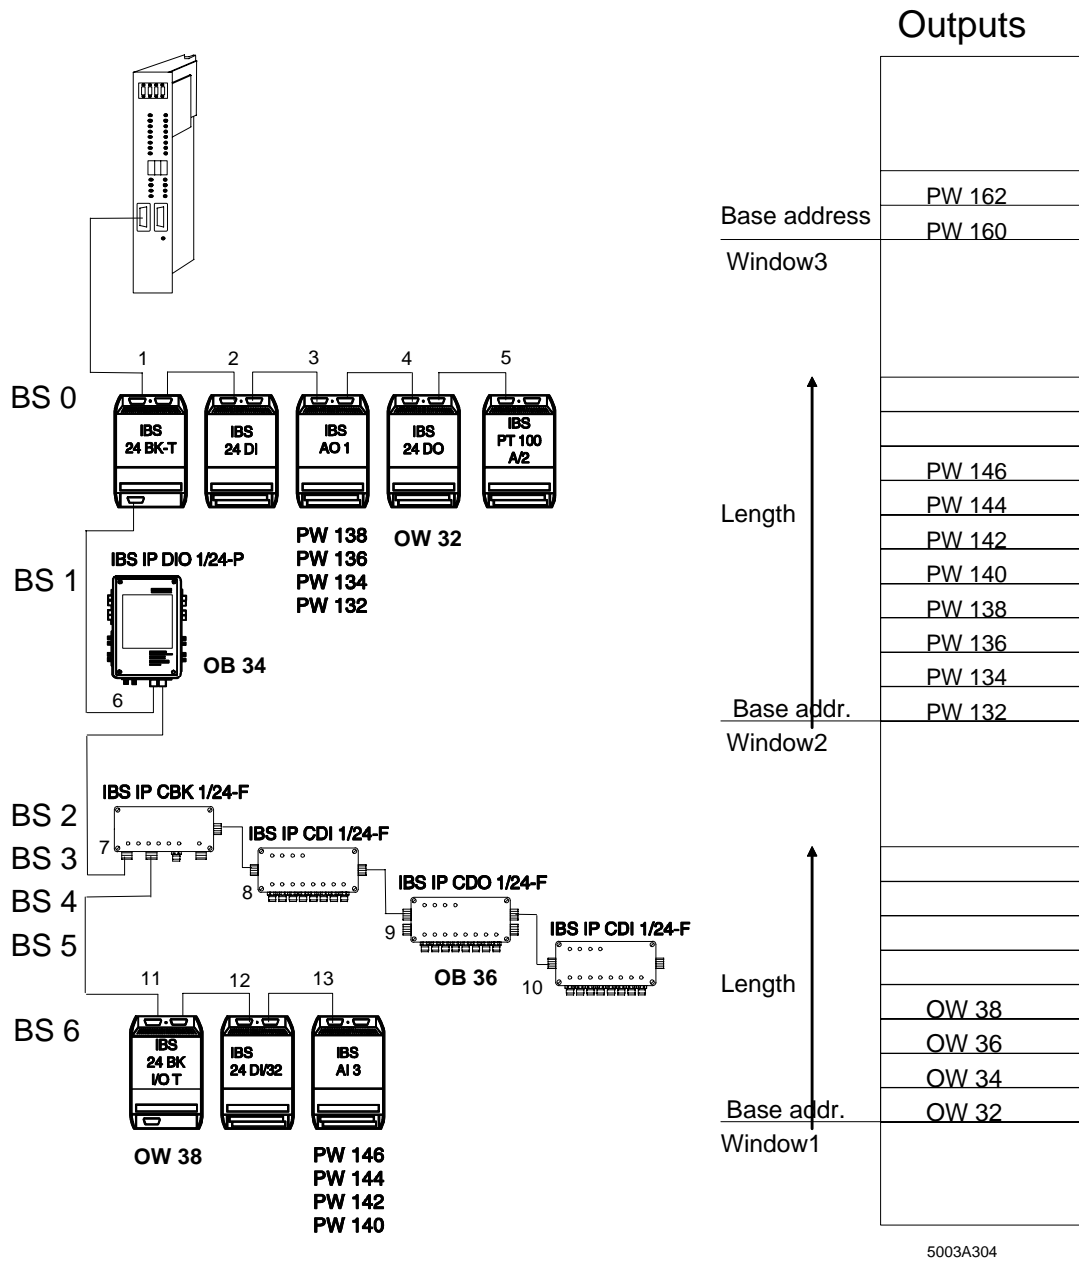 Outputs
PW 162
Base address
PW 160
Window3
1
2
3
4
5
BS 0
IBS
24 BK-T
IBS
24 DI
IBS
AO 1
IBS
24 DO
IBS
PT 100
A/2
PW 138
PW 136
PW 134
PW 132
OW 32
BS 1
IBS IP DIO 1/24-P
OB 34
6
Length
PW 146
PW 144
PW 142
PW 140
PW 138
PW 136
PW 134
Base addr.
PW 132
Window2
BS 2
BS 3
BS 4
BS 5
IBS IP CBK 1/24-F
7
IBS IP CDI 1/24-F
8
IBS IP CDO 1/24-F
9
OB 36
IBS IP CDI 1/24-F
10
BS 6
11
12
13
IBS
24 BK
I/O T
IBS
24 DI/32
IBS
AI 3
OW 38
PW 146
PW 144
PW 142
PW 140
Length
OW 38
OW 36
OW 34
Base addr.
OW 32
Window1
5003A304